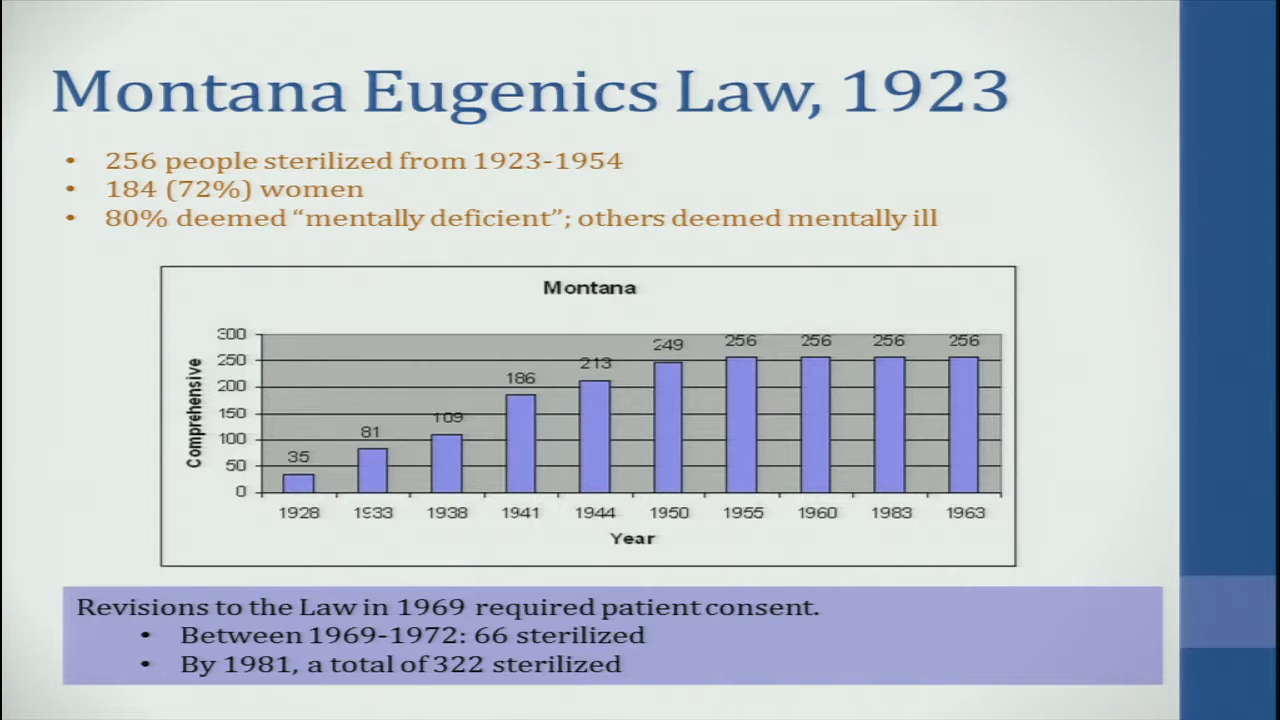 Montana Eugenics Law, 1923
• 256 people sterilized from 1923-1954
• 184 (72%) women
• 80% deemed “mentally deficient”; others deemed mentally ill
Montana
Comprehensive
300
250
200
150
100
50
0
35
81
109
186
213
249
256
256
256
256
1928
1933
1938
1941
1944
1950
1955
1960
1983
1963
Year
Revisions to the Law in 1969 required patient consent.
• Between 1969-1972: 66 sterilized
• By 1981, a total of 322 sterilized